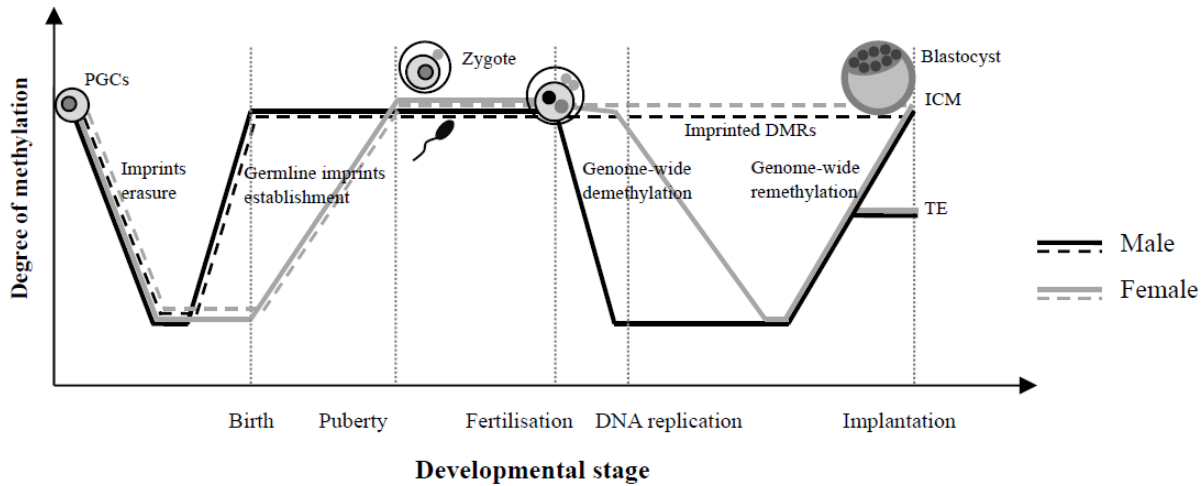 Degree of methylation
PGCs
Zygote
Blastocyst
ICM
Imprinted DMRs
Imprints
erasure
Germline imprints
establishment
Genome-wide
demethylation
Genome-wide
remethylation
TE
Male
Female
Birth
Puberty
Fertilisation
DNA replication
Implantation
Developmental stage